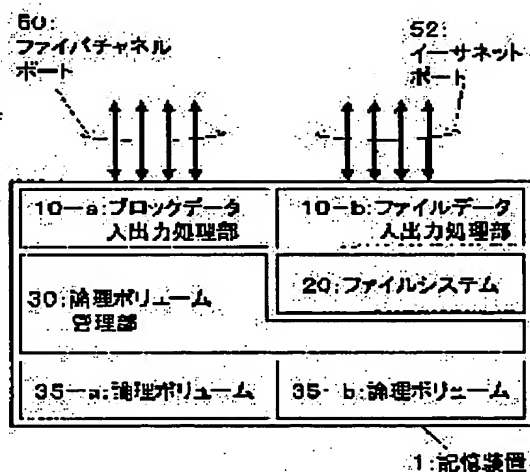 50:
ファイバチャネル
ポート
52:
イーサネット
ポート
10-a:ブロックデータ
入出力処理部
10-b:ファイルデータ
入出力処理部
30:論理ボリューム
管理部
20:ファイルシステム
35-a:論理ボリューム
35-b:論理ボリューム
1:記憶装置